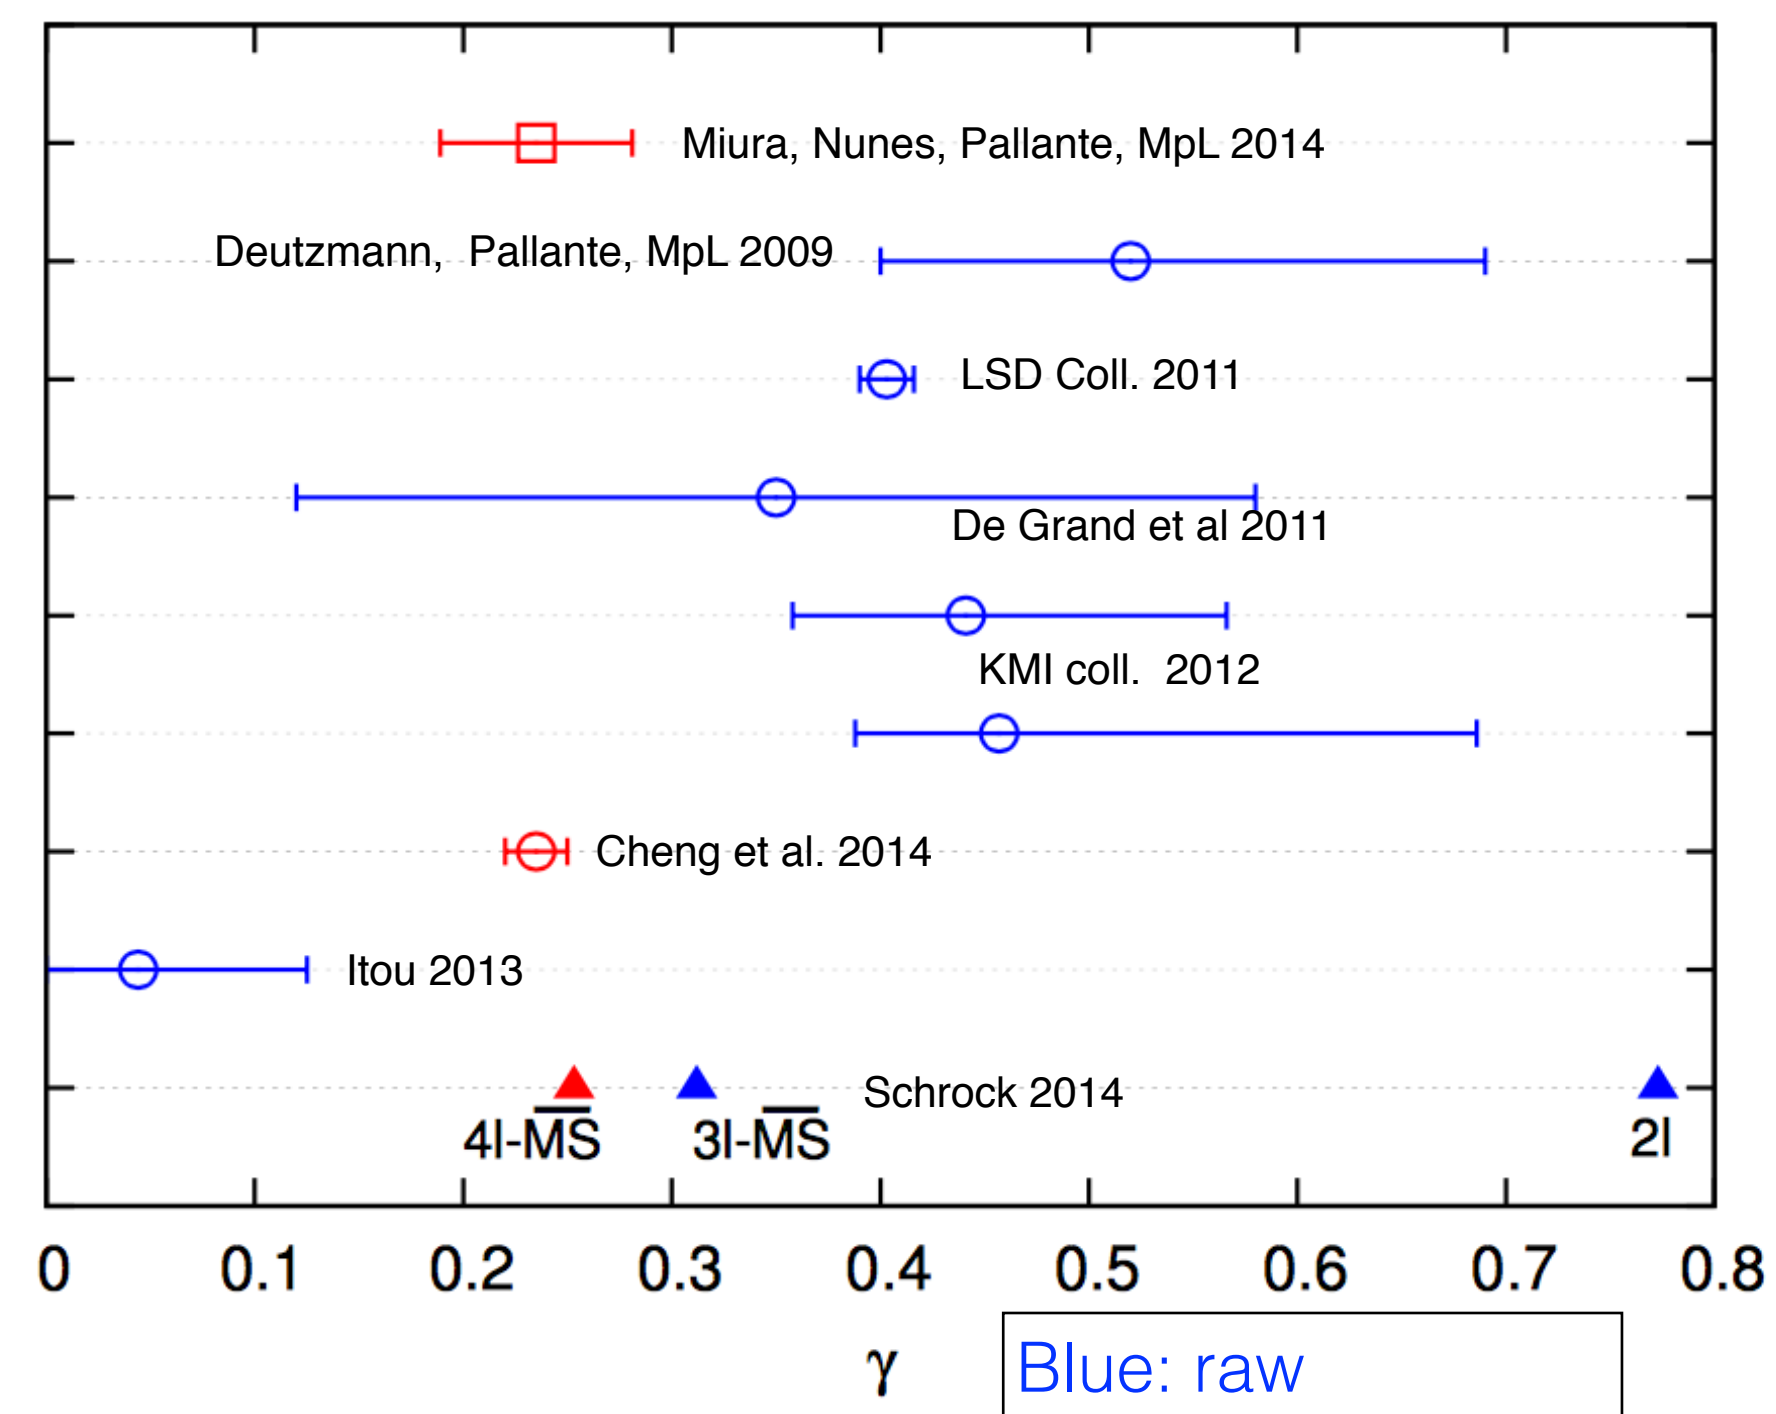 Miura, Nunes, Pallante, MpL 2014
Deutzmann, Pallante, MpL 2009
LSD Coll. 2011
De Grand et al 2011
KMI coll. 2012
Cheng et al. 2014
Itou 2013
Schrock 2014
4l-M̅S̅ 3l-M̅S̅ 2l
0 0.1 0.2 0.3 0.4 0.5 0.6 0.7 0.8
γ
Blue: raw